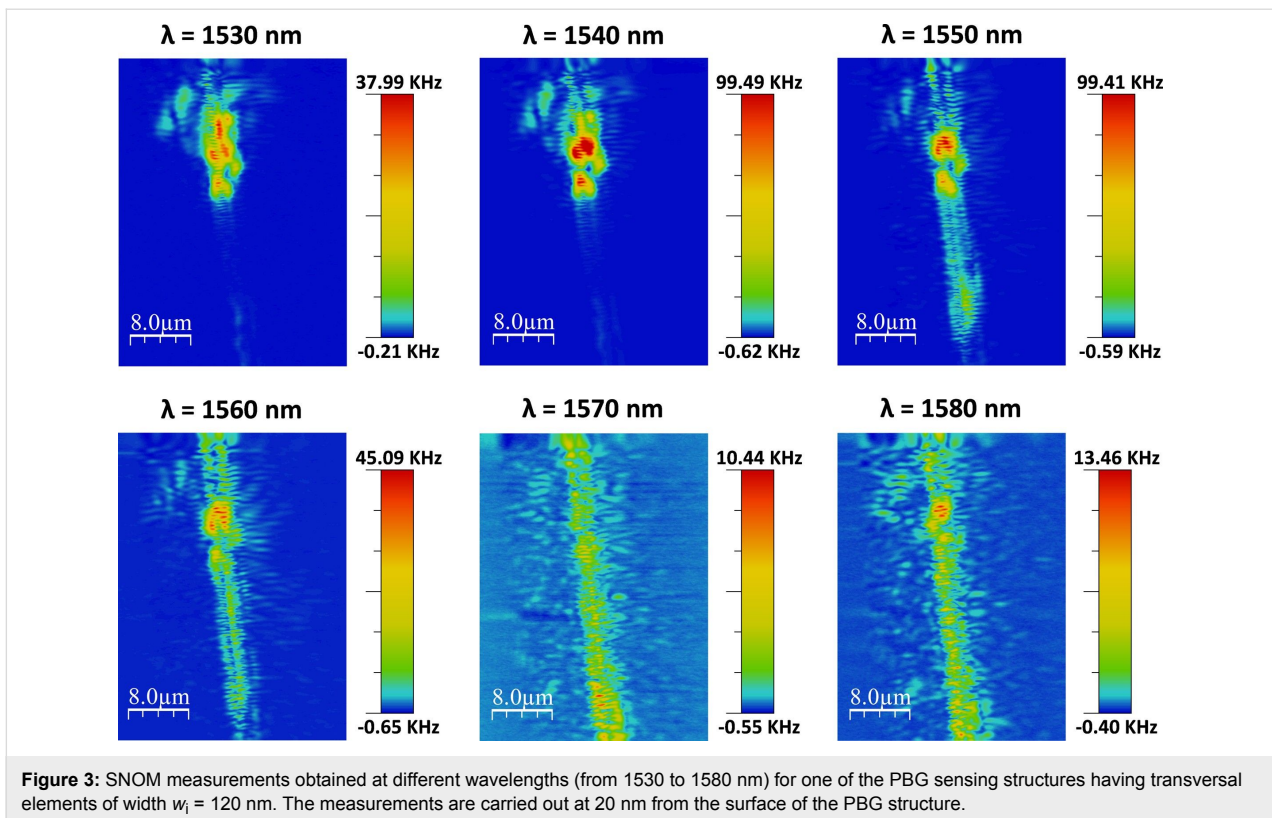 λ = 1530 nm
λ = 1540 nm
λ = 1550 nm
37.99 KHz
99.49 KHz
99.41 KHz
8.0µm
8.0µm
8.0µm
-0.21 KHz
-0.62 KHz
-0.59 KHz
λ = 1560 nm
λ = 1570 nm
λ = 1580 nm
45.09 KHz
10.44 KHz
13.46 KHz
8.0µm
8.0µm
8.0µm
-0.65 KHz
-0.55 KHz
-0.40 KHz
Figure 3: SNOM measurements obtained at different wavelengths (from 1530 to 1580 nm) for one of the PBG sensing structures having transversal
elements of width wi = 120 nm. The measurements are carried out at 20 nm from the surface of the PBG structure.